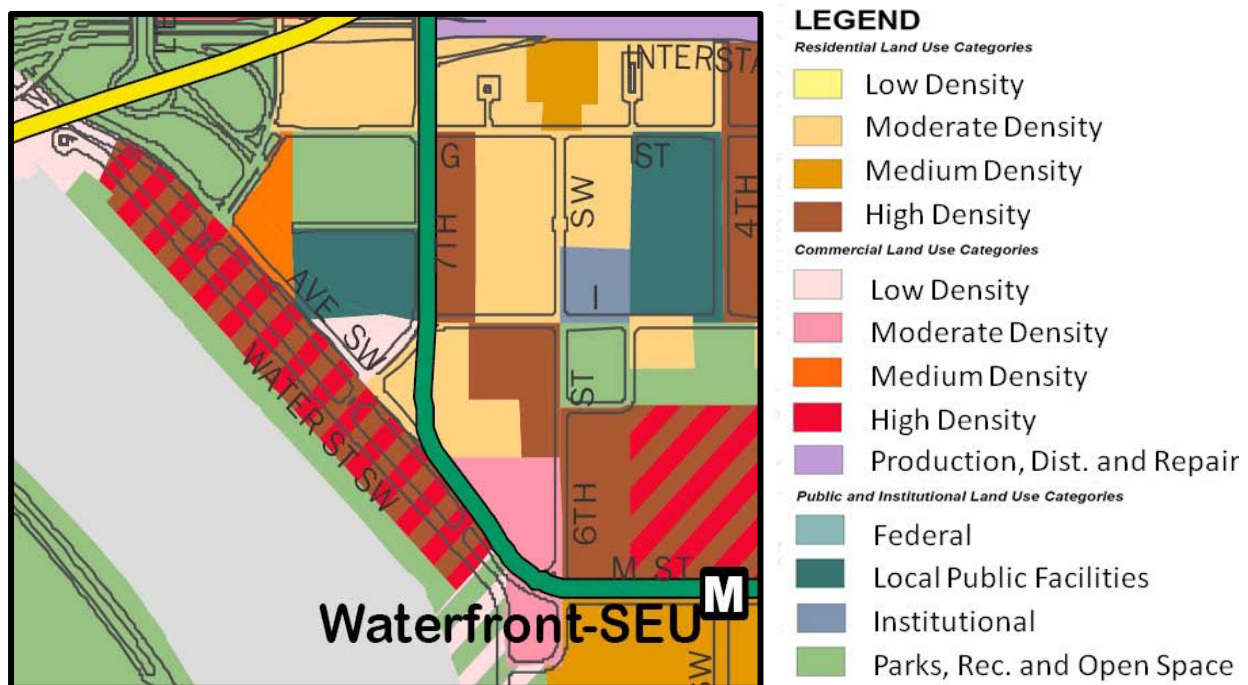 INTERSTA
G
ST
SW
4TH
7TH
I
AVE SW
WATER ST SW
ST
6TH
M ST
M
Waterfront-SEU
SW
LEGEND
Residential Land Use Categories
Low Density
Moderate Density
Medium Density
High Density
Commercial Land Use Categories
Low Density
Moderate Density
Medium Density
High Density
Production, Dist. and Repair
Public and Institutional Land Use Categories
Federal
Local Public Facilities
Institutional
Parks, Rec. and Open Space